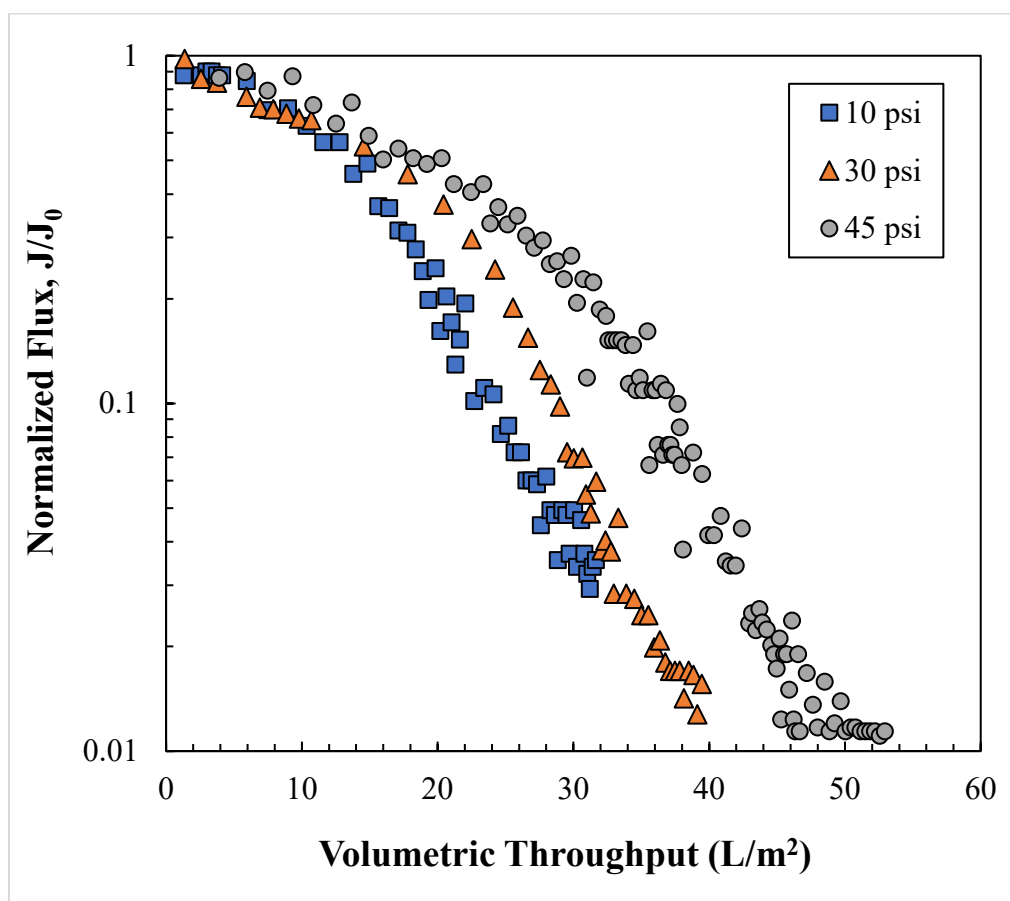 1
0.1
0.01
Normalized Flux, J/J₀
10 psi
30 psi
45 psi
0 10 20 30 40 50 60
Volumetric Throughput (L/m²)